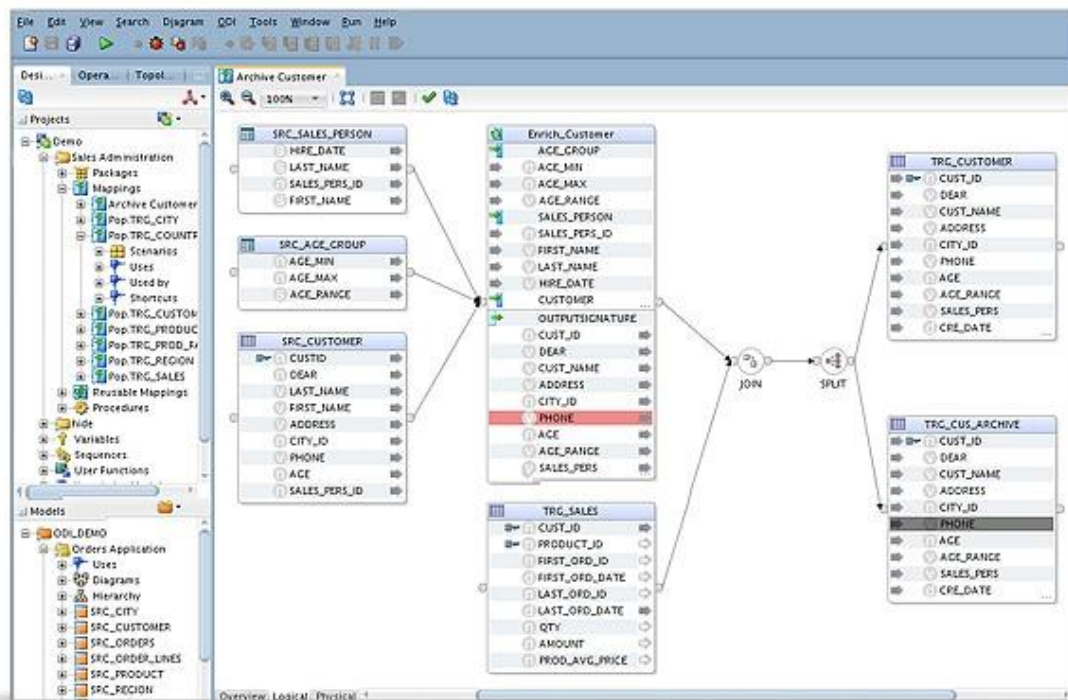 File Edit View Search Diagram ODI Tools Window Run Help
Desi... Opera... Topol...
Projects
Demo
Sales Administration
Packages
Mappings
Archive Customer
Pop.TRG_CITY
Pop.TRG_COUNTR
Scenarios
Uses
Used by
Shortcuts
Pop.TRG_CUSTOM
Pop.TRG_PRODUC
Pop.TRG_PROD_FA
Pop.TRG_REGION
Pop.TRG_SALES
Reusable Mappings
Procedures
hide
Variables
Sequences
User Functions
Models
ODI_DEMO
Orders Application
Uses
Diagrams
Hierarchy
SRC_CITY
SRC_CUSTOMER
SRC_ORDERS
SRC_ORDER_LINES
SRC_PRODUCT
SRC_REGION
Archive Customer
100%
SRC_SALES_PERSON
HIRE_DATE
LAST_NAME
SALES_PERS_ID
FIRST_NAME
SRC_AGE_GROUP
AGE_MIN
AGE_MAX
AGE_RANGE
SRC_CUSTOMER
CUSTID
DEAR
LAST_NAME
FIRST_NAME
ADDRESS
CITY_ID
PHONE
AGE
SALES_PERS_ID
Enrich_Customer
AGE_GROUP
AGE_MIN
AGE_MAX
AGE_RANGE
SALES_PERSON
SALES_PERS_ID
FIRST_NAME
LAST_NAME
HIRE_DATE
CUSTOMER
...
OUTPUTSIGNATURE
CUST_ID
DEAR
CUST_NAME
ADDRESS
CITY_ID
PHONE
AGE
AGE_RANGE
SALES_PERS
...
TRG_SALES
CUST_ID
PRODUCT_ID
FIRST_ORD_ID
FIRST_ORD_DATE
LAST_ORD_ID
LAST_ORD_DATE
QTY
AMOUNT
PROD_AVG_PRICE
JOIN
SPLIT
TRG_CUSTOMER
CUST_ID
DEAR
CUST_NAME
ADDRESS
CITY_ID
PHONE
AGE
AGE_RANGE
SALES_PERS
CRE_DATE
...
TRG_CUS_ARCHIVE
CUST_ID
DEAR
CUST_NAME
ADDRESS
CITY_ID
PHONE
AGE
AGE_RANGE
SALES_PERS
CRE_DATE
...
Overview Logical Physical